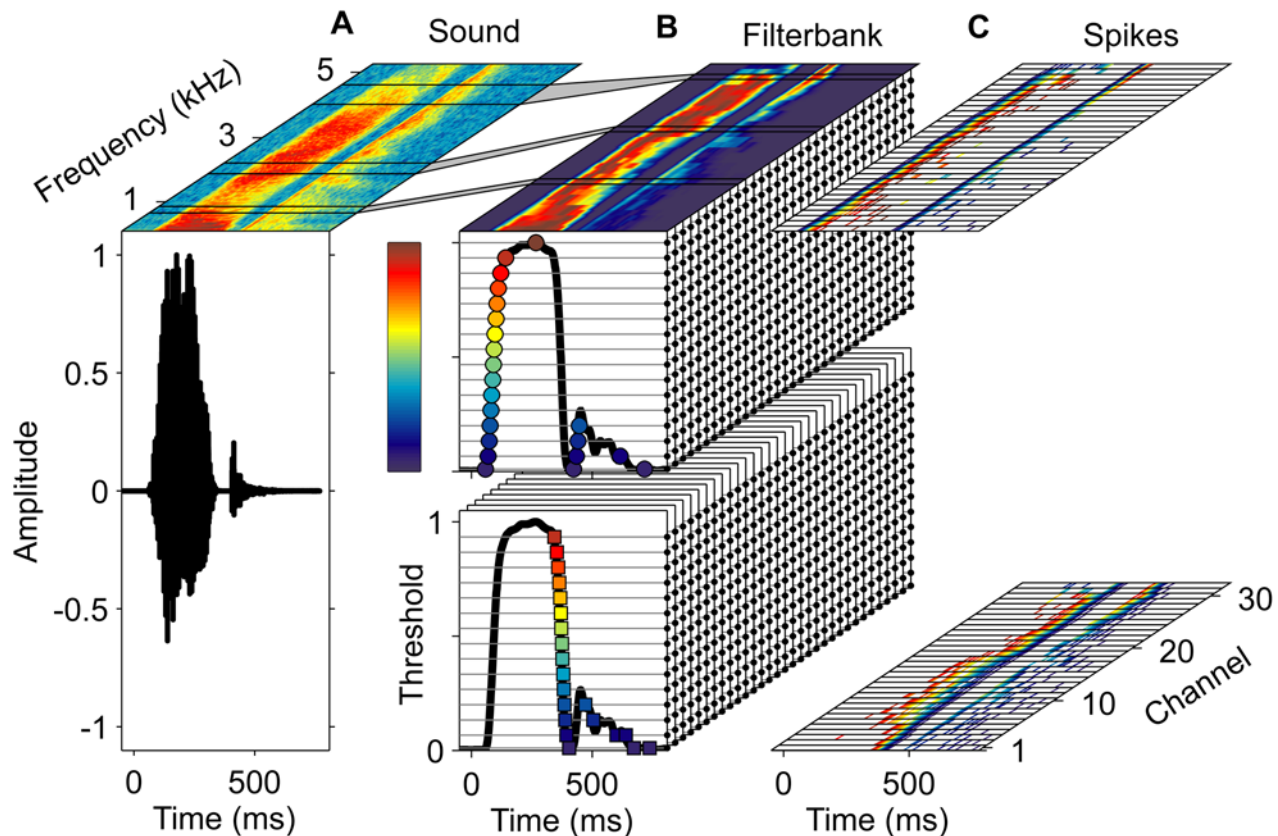 A
Sound
B
Filterbank
C
Spikes
Frequency (kHz)
5
3
1
Amplitude
1
0.5
0
-0.5
-1
0
500
Time (ms)
Threshold
1
0
0
500
Time (ms)
Channel
30
20
10
1
0
500
Time (ms)